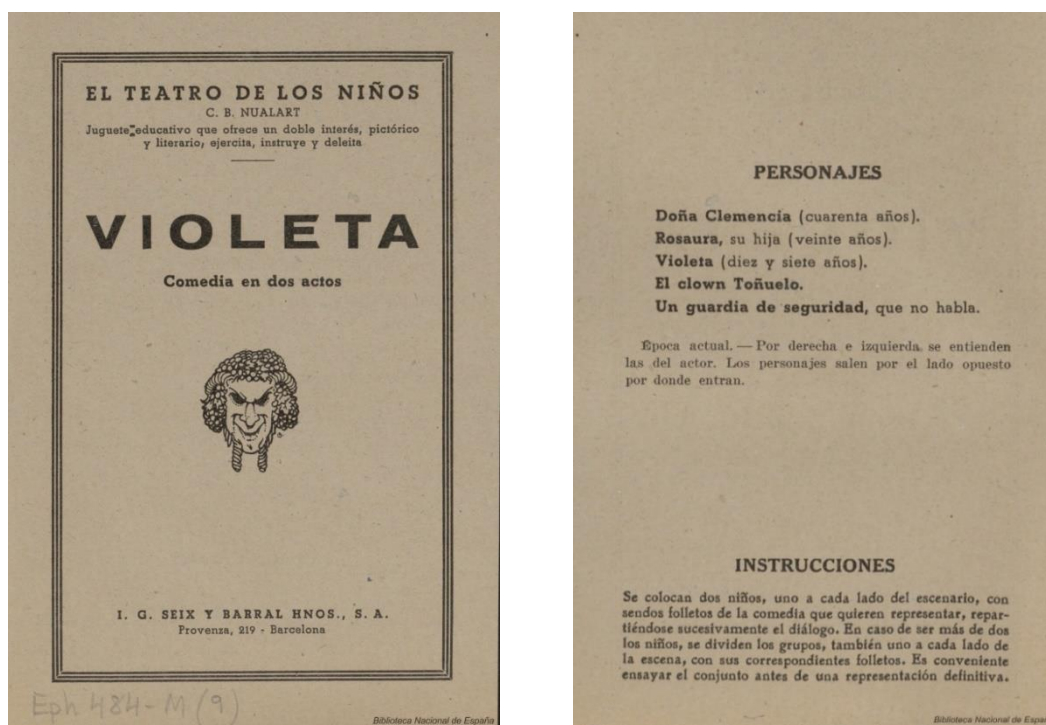 EL TEATRO DE LOS NIÑOS
C. B. NUALART
Juguete educativo que ofrece un doble interés, pictórico
y literario; ejercita, instruye y deleita
VIOLETA
Comedia en dos actos
I. G. SEIX Y BARRAL HNOS., S. A.
Provenza, 219 - Barcelona
Eph 484-M (9)
Biblioteca Nacional de España
PERSONAJES
Doña Clemencia (cuarenta años).
Rosaura, su hija (veinte años).
Violeta (diez y siete años).
El clown Toñuelo.
Un guardia de seguridad, que no habla.
Época actual. — Por derecha e izquierda se entienden
las del actor. Los personajes salen por el lado opuesto
por donde entran.
INSTRUCCIONES
Se colocan dos niños, uno a cada lado del escenario, con
sendos folletos de la comedia que quieren representar, repar-
tiéndose sucesivamente el diálogo. En caso de ser más de dos
los niños, se dividen los grupos, también uno a cada lado de
la escena, con sus correspondientes folletos. Es conveniente
ensayar el conjunto antes de una representación definitiva.
Biblioteca Nacional de Espa